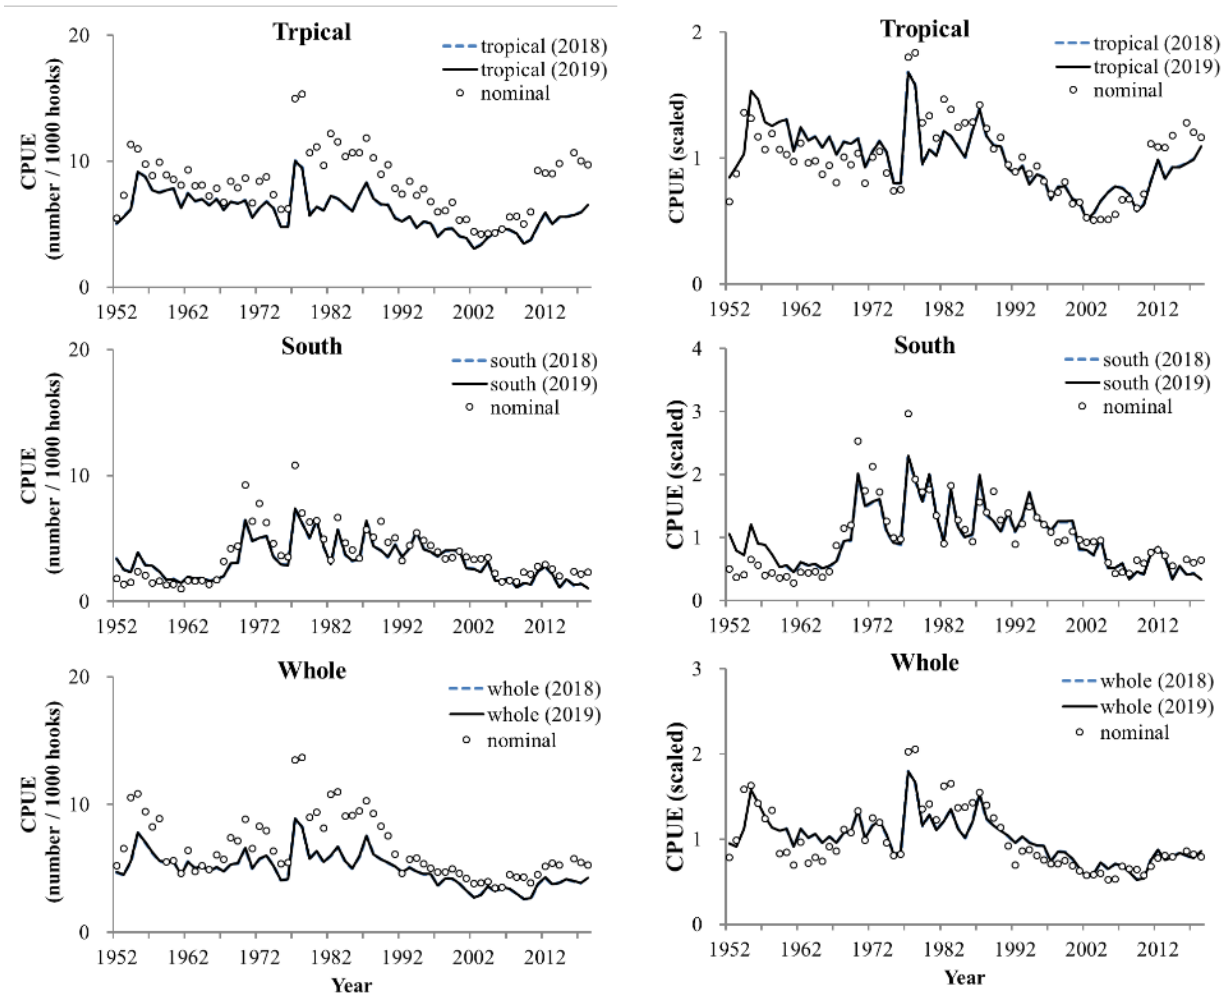 Trpical
20
10
0
CPUE
(number / 1000 hooks)
tropical (2018)
tropical (2019)
nominal
1952 1962 1972 1982 1992 2002 2012
Tropical
2
1
0
CPUE (scaled)
tropical (2018)
tropical (2019)
nominal
1952 1962 1972 1982 1992 2002 2012
South
20
10
0
CPUE
(number / 1000 hooks)
south (2018)
south (2019)
nominal
1952 1962 1972 1982 1992 2002 2012
South
4
3
2
1
0
CPUE (scaled)
south (2018)
south (2019)
nominal
1952 1962 1972 1982 1992 2002 2012
Whole
20
10
0
CPUE
(number / 1000 hooks)
whole (2018)
whole (2019)
nominal
1952 1962 1972 1982 1992 2002 2012
Year
Whole
3
2
1
0
CPUE (scaled)
whole (2018)
whole (2019)
nominal
1952 1962 1972 1982 1992 2002 2012
Year